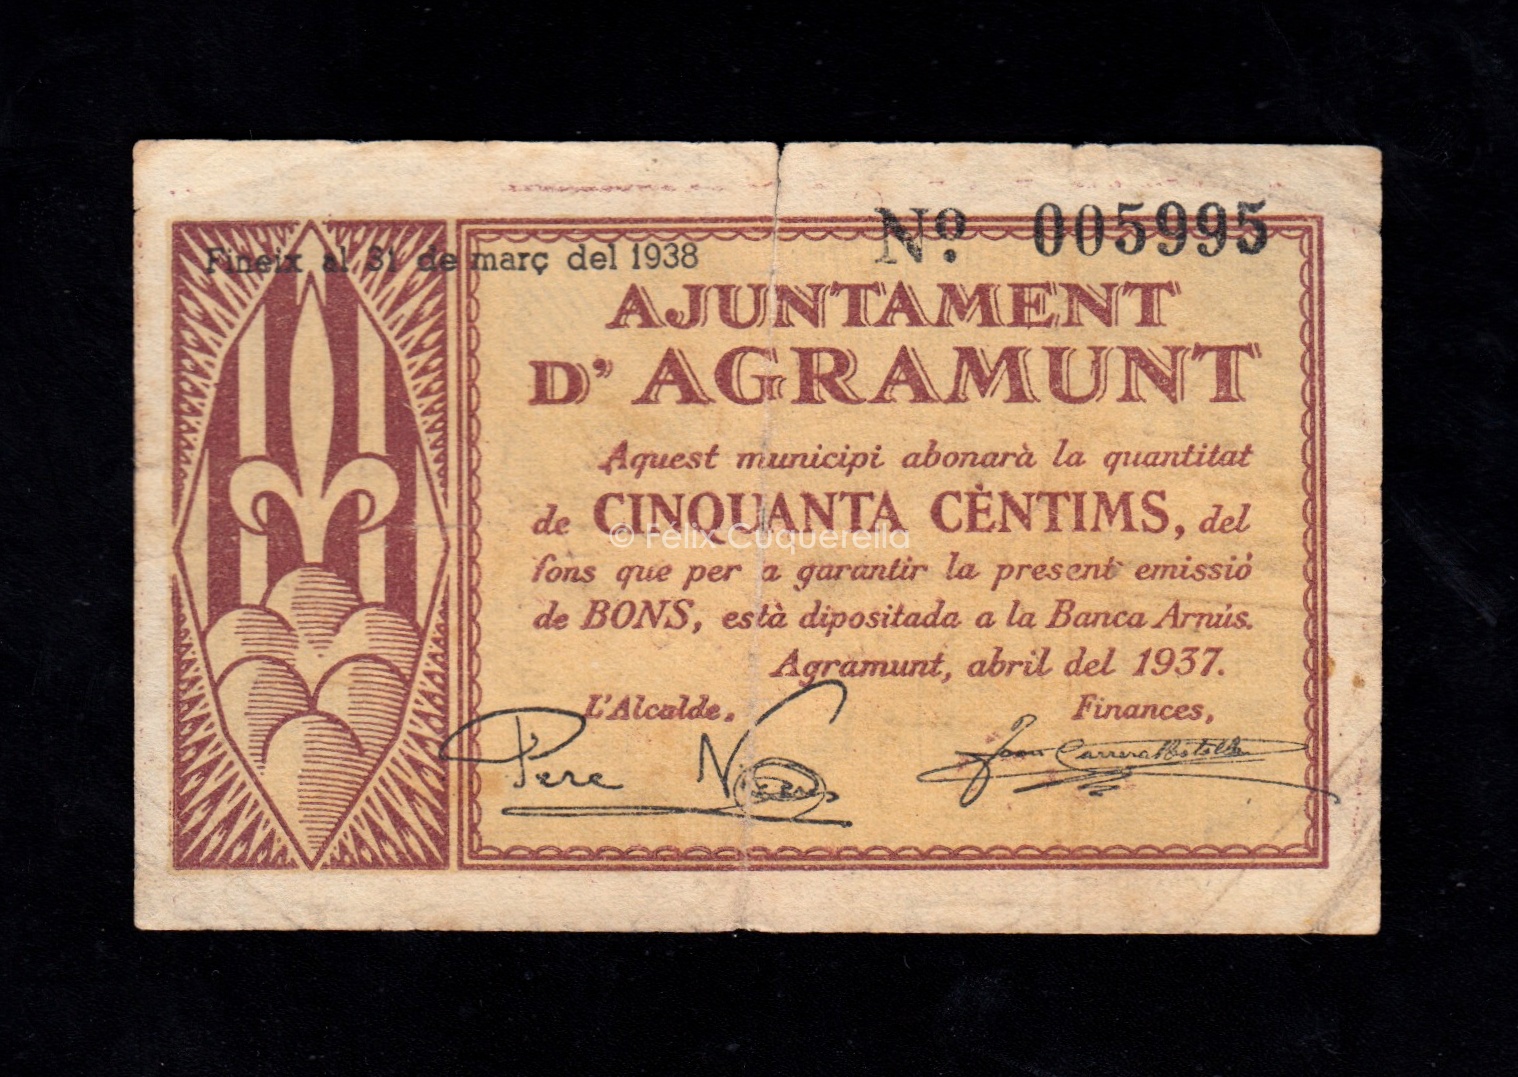 Fineix al 31 de març del 1938
Nº. 005995
AJUNTAMENT
D'AGRAMUNT
Aquest municipi abonarà la quantitat
de CINQUANTA CÈNTIMS, del
fons que per a garantir la present emissió
de BONS, està dipositada a la Banca Arnús.
Agramunt, abril del 1937.
L'Alcalde, Finances,
Pere
© Fèlix Cuquerella